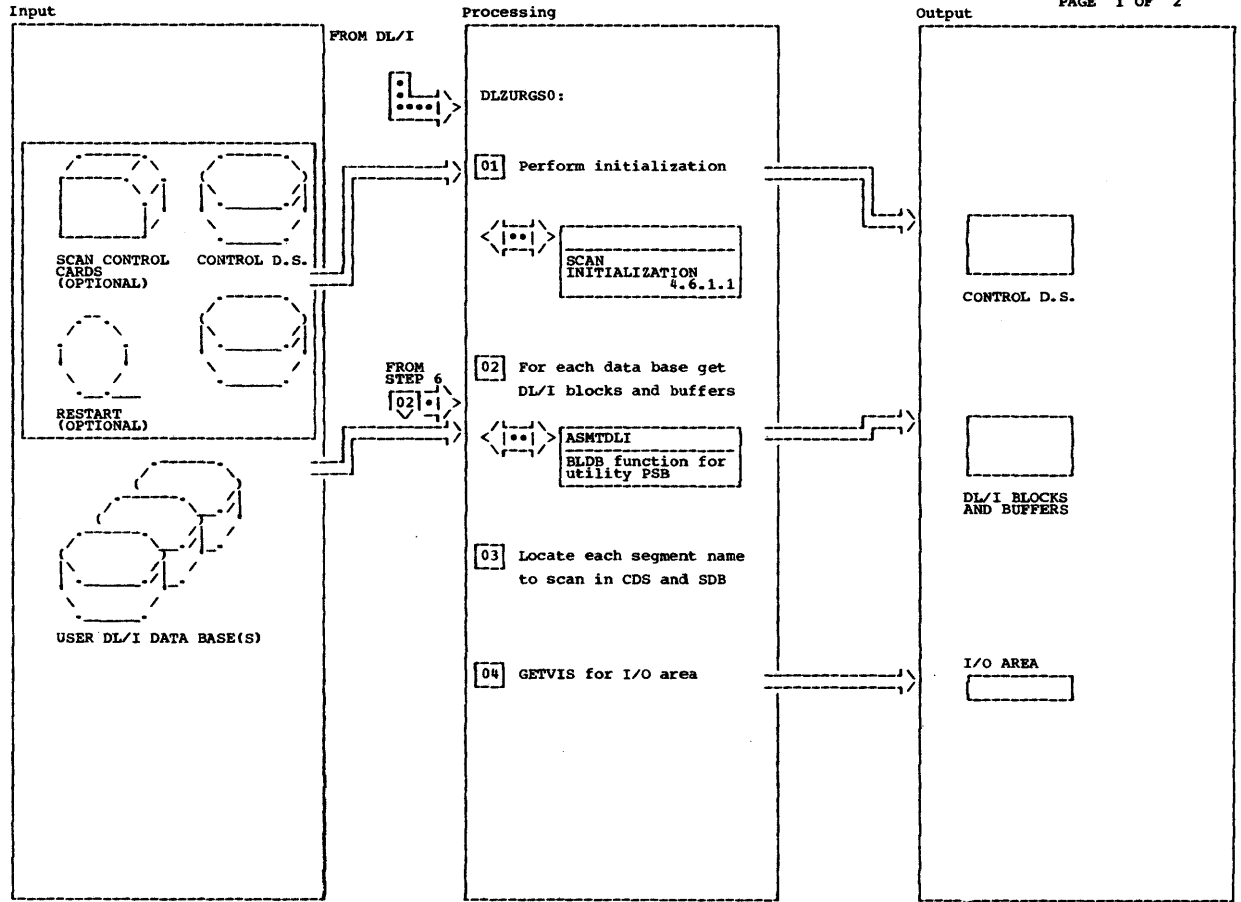 PAGE 1 OF 2
Input
Processing
Output
FROM DL/I
DLZURGS0:
01 Perform initialization
SCAN
INITIALIZATION
4.6.1.1
SCAN CONTROL
CARDS
(OPTIONAL)
CONTROL D.S.
CONTROL D.S.
RESTART
(OPTIONAL)
FROM
STEP 6
02
02 For each data base get
DL/I blocks and buffers
ASMTDLI
BLDB function for
utility PSB
DL/I BLOCKS
AND BUFFERS
03 Locate each segment name
to scan in CDS and SDB
USER DL/I DATA BASE(S)
04 GETVIS for I/O area
I/O AREA